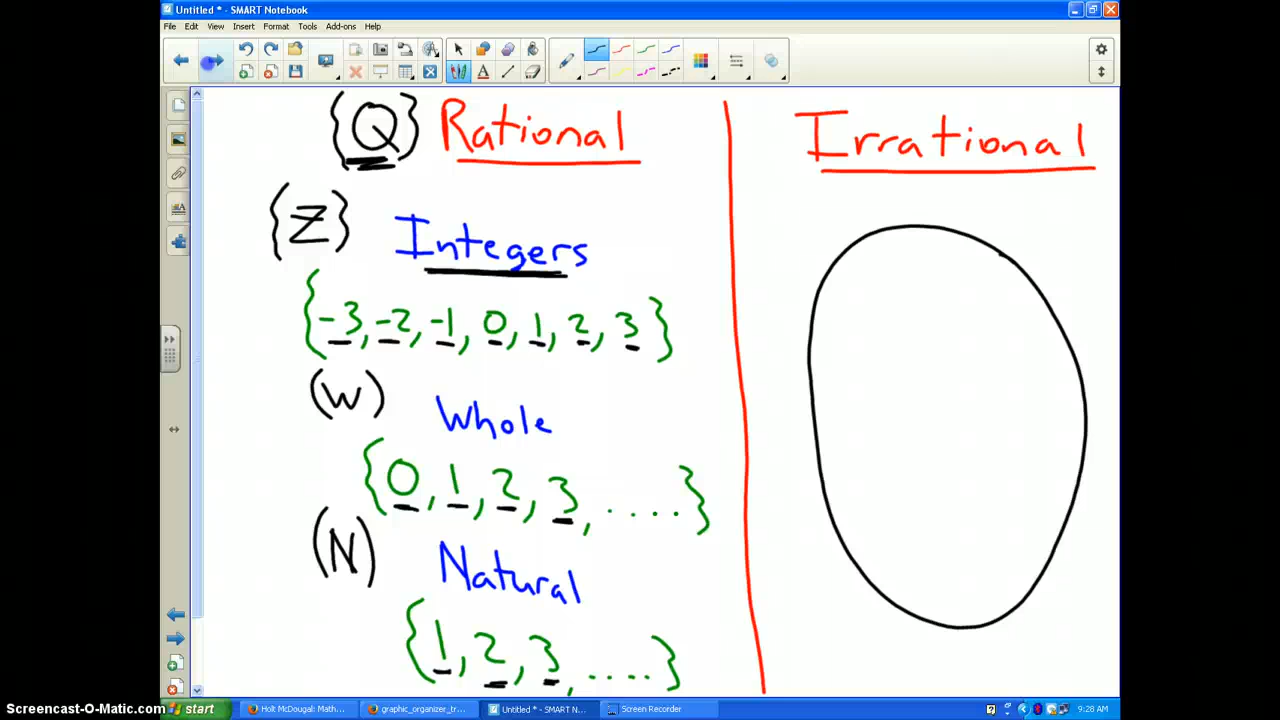 Untitled * - SMART Notebook
File Edit View Insert Format Tools Add-ons Help
{Q} Rational
Irrational
{Z} Integers
{-3, -2, -1, 0, 1, 2, 3}
(W) Whole
{0, 1, 2, 3, .....}
(N) Natural
{1, 2, 3, .....}
Screencast-O-Matic.com
start
Holt McDougal: Math...
graphic_organizer_tr...
Untitled * - SMART N...
Screen Recorder
9:28 AM